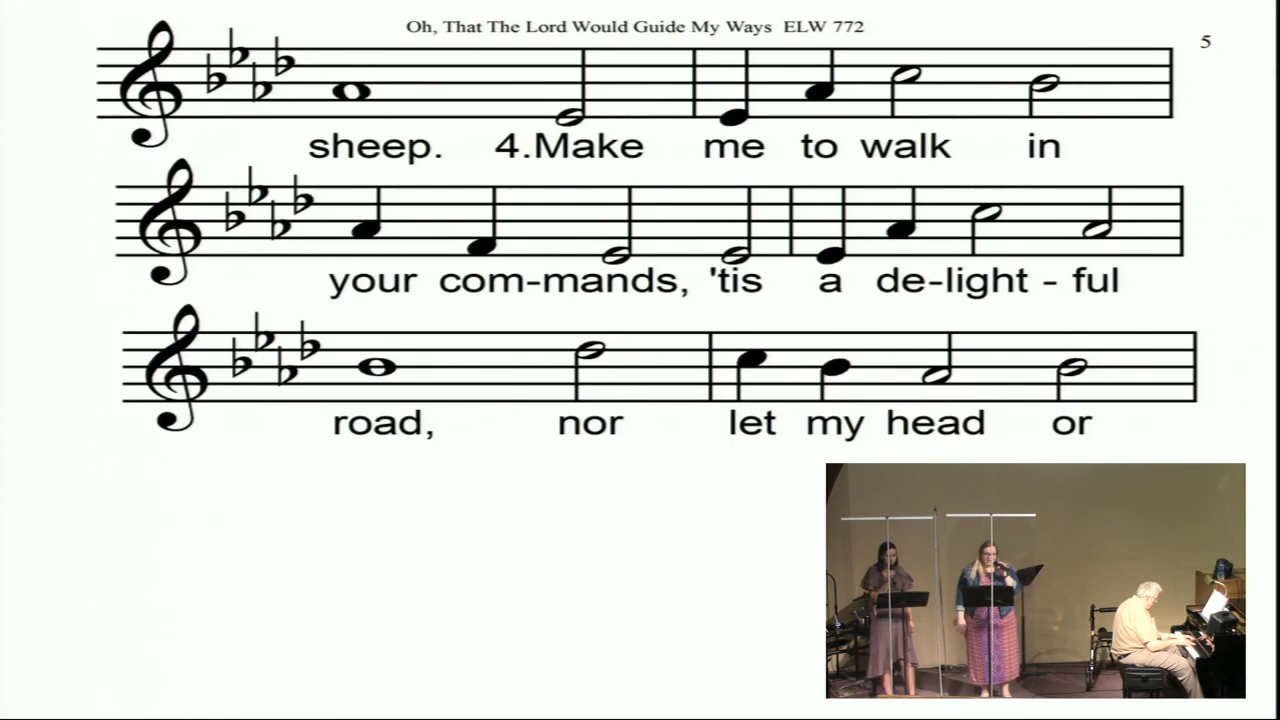 Oh, That The Lord Would Guide My Ways ELW 772
5
sheep. 4.Make me to walk in
your com-mands, 'tis a de-light - ful
road, nor let my head or